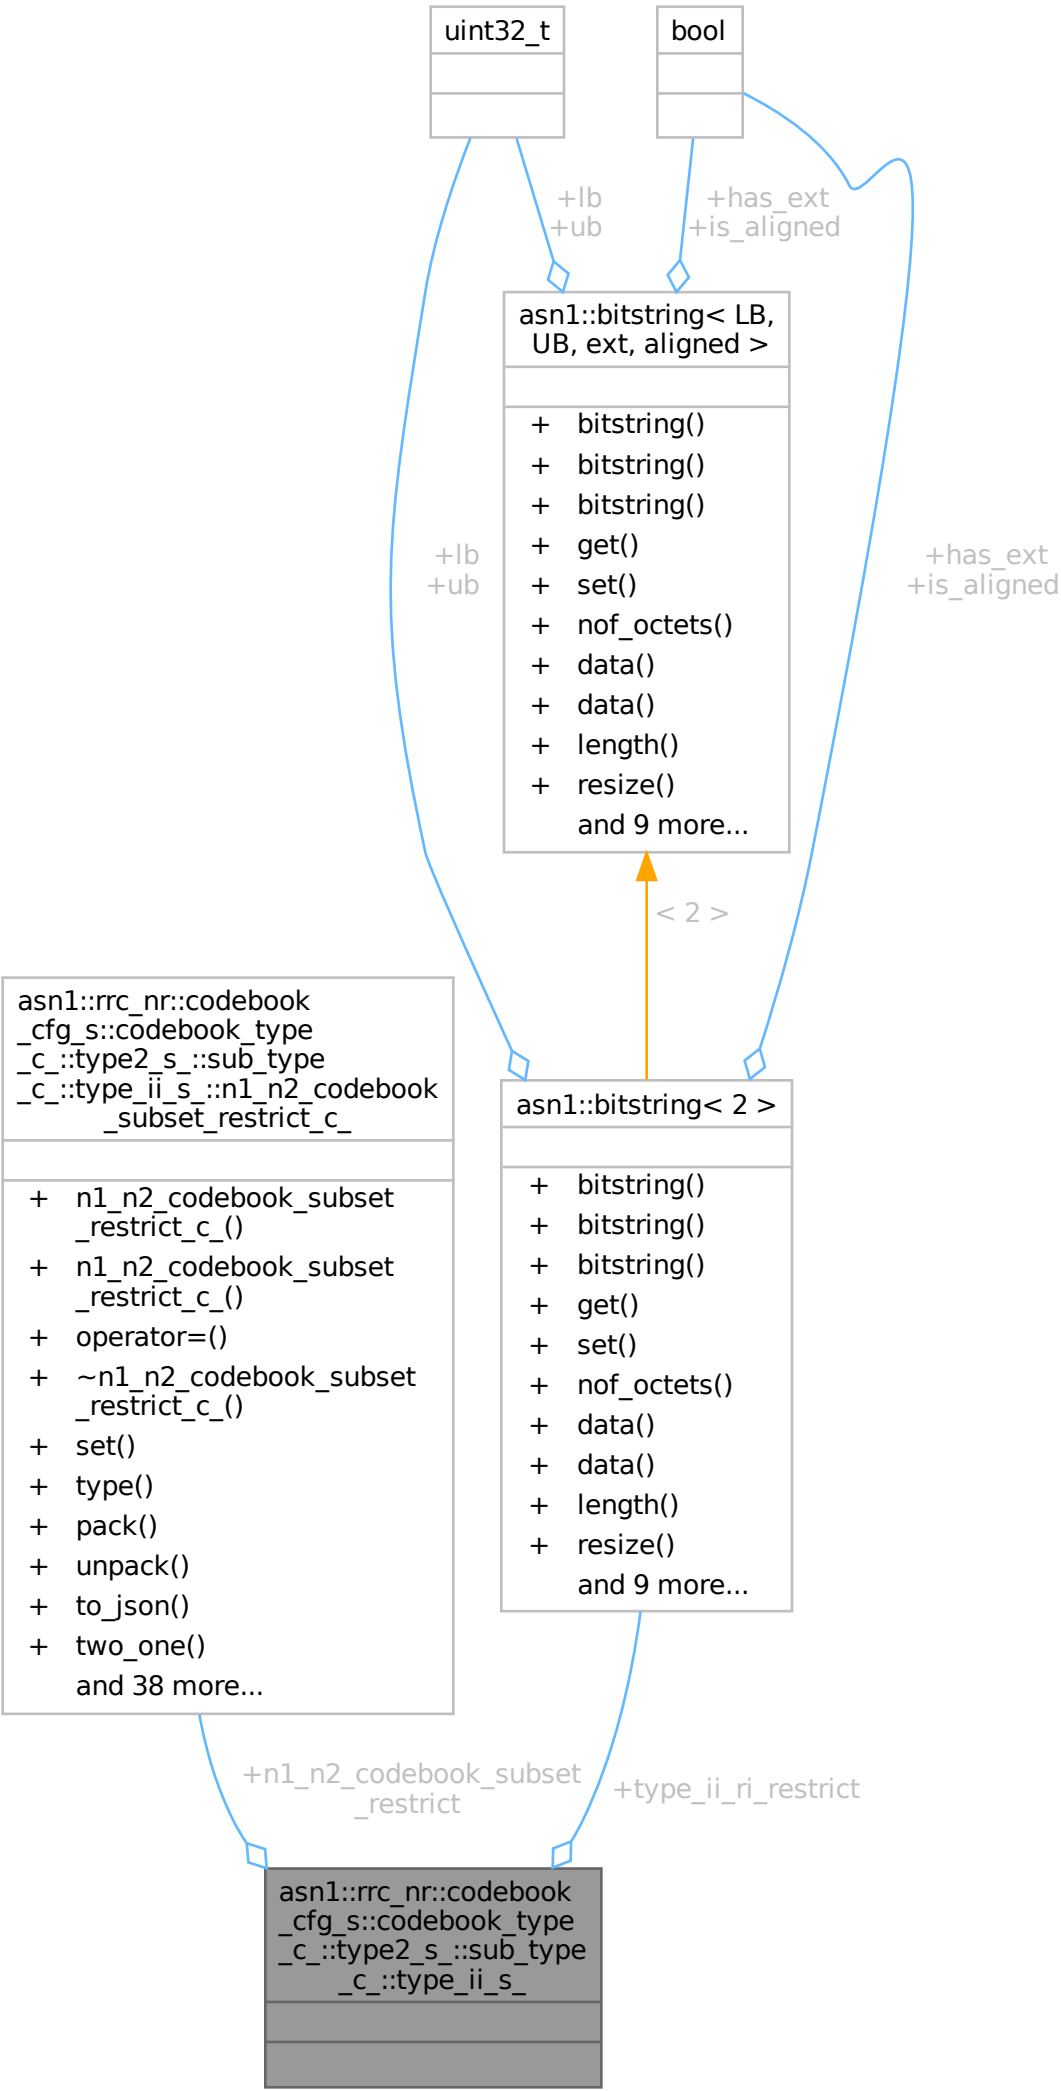 uint32_t
bool
+lb
+ub
+has_ext
+is_aligned
asn1::bitstring< LB,
UB, ext, aligned >
+ bitstring()
+ bitstring()
+ bitstring()
+ get()
+ set()
+ nof_octets()
+ data()
+ data()
+ length()
+ resize()
and 9 more...
+lb
+ub
+has_ext
+is_aligned
< 2 >
asn1::rrc_nr::codebook
_cfg_s::codebook_type
_c_::type2_s_::sub_type
_c_::type_ii_s_::n1_n2_codebook
_subset_restrict_c_
+ n1_n2_codebook_subset
_restrict_c_()
+ n1_n2_codebook_subset
_restrict_c_()
+ operator=()
+ ~n1_n2_codebook_subset
_restrict_c_()
+ set()
+ type()
+ pack()
+ unpack()
+ to_json()
+ two_one()
and 38 more...
asn1::bitstring< 2 >
+ bitstring()
+ bitstring()
+ bitstring()
+ get()
+ set()
+ nof_octets()
+ data()
+ data()
+ length()
+ resize()
and 9 more...
+n1_n2_codebook_subset
_restrict
+type_ii_ri_restrict
asn1::rrc_nr::codebook
_cfg_s::codebook_type
_c_::type2_s_::sub_type
_c_::type_ii_s_